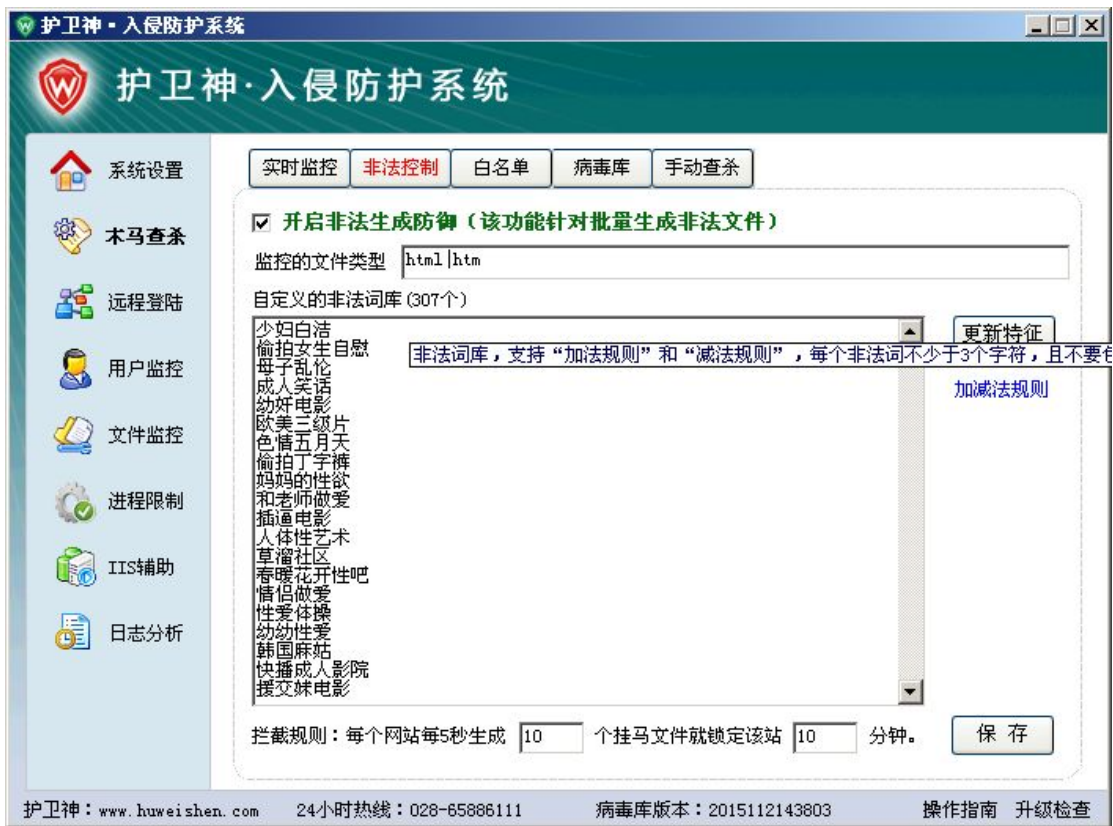 护卫神·入侵防护系统
护卫神·入侵防护系统
系统设置
木马查杀
远程登陆
用户监控
文件监控
进程限制
IIS辅助
日志分析
实时监控 非法控制 白名单 病毒库 手动查杀
开启非法生成防御（该功能针对批量生成非法文件）
监控的文件类型 html|htm
自定义的非法词库(307个)
少妇白洁
偷拍女生自慰
母子乱伦
成人笑话
幼奸电影
欧美三级片
色情五月天
偷拍丁字裤
妈妈的性欲
和老师做爱
插逼电影
人体性艺术
草溜社区
春暖花开性吧
情侣做爱
性爱体操
幼幼性爱
韩国麻姑
快播成人影院
援交妹电影
更新特征
非法词库，支持“加法规则”和“减法规则”，每个非法词不少于3个字符，且不要
加减法规则
拦截规则：每个网站每5秒生成 10 个挂马文件就锁定该站 10 分钟。
保 存
护卫神：www.huweishen.com 24小时热线：028-65886111 病毒库版本：2015112143803 操作指南 升级检查